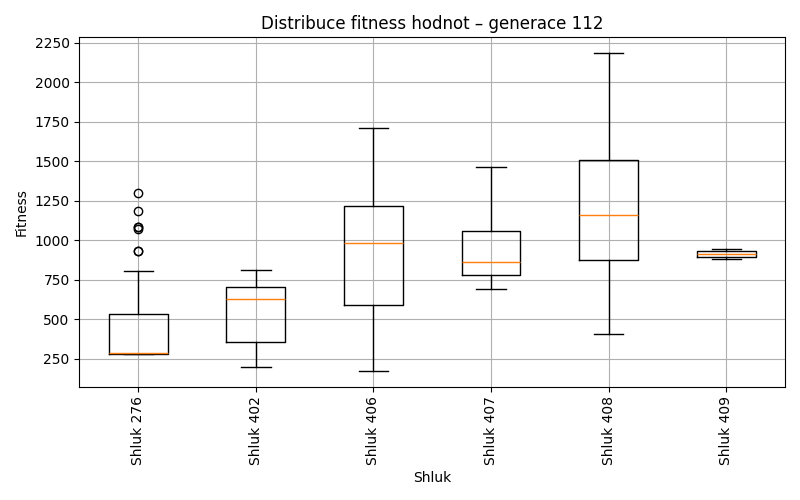 Distribuce fitness hodnot – generace 112
2250
2000
1750
1500
1250
1000
750
500
250
Fitness
Shluk 276
Shluk 402
Shluk 406
Shluk 407
Shluk 408
Shluk 409
Shluk